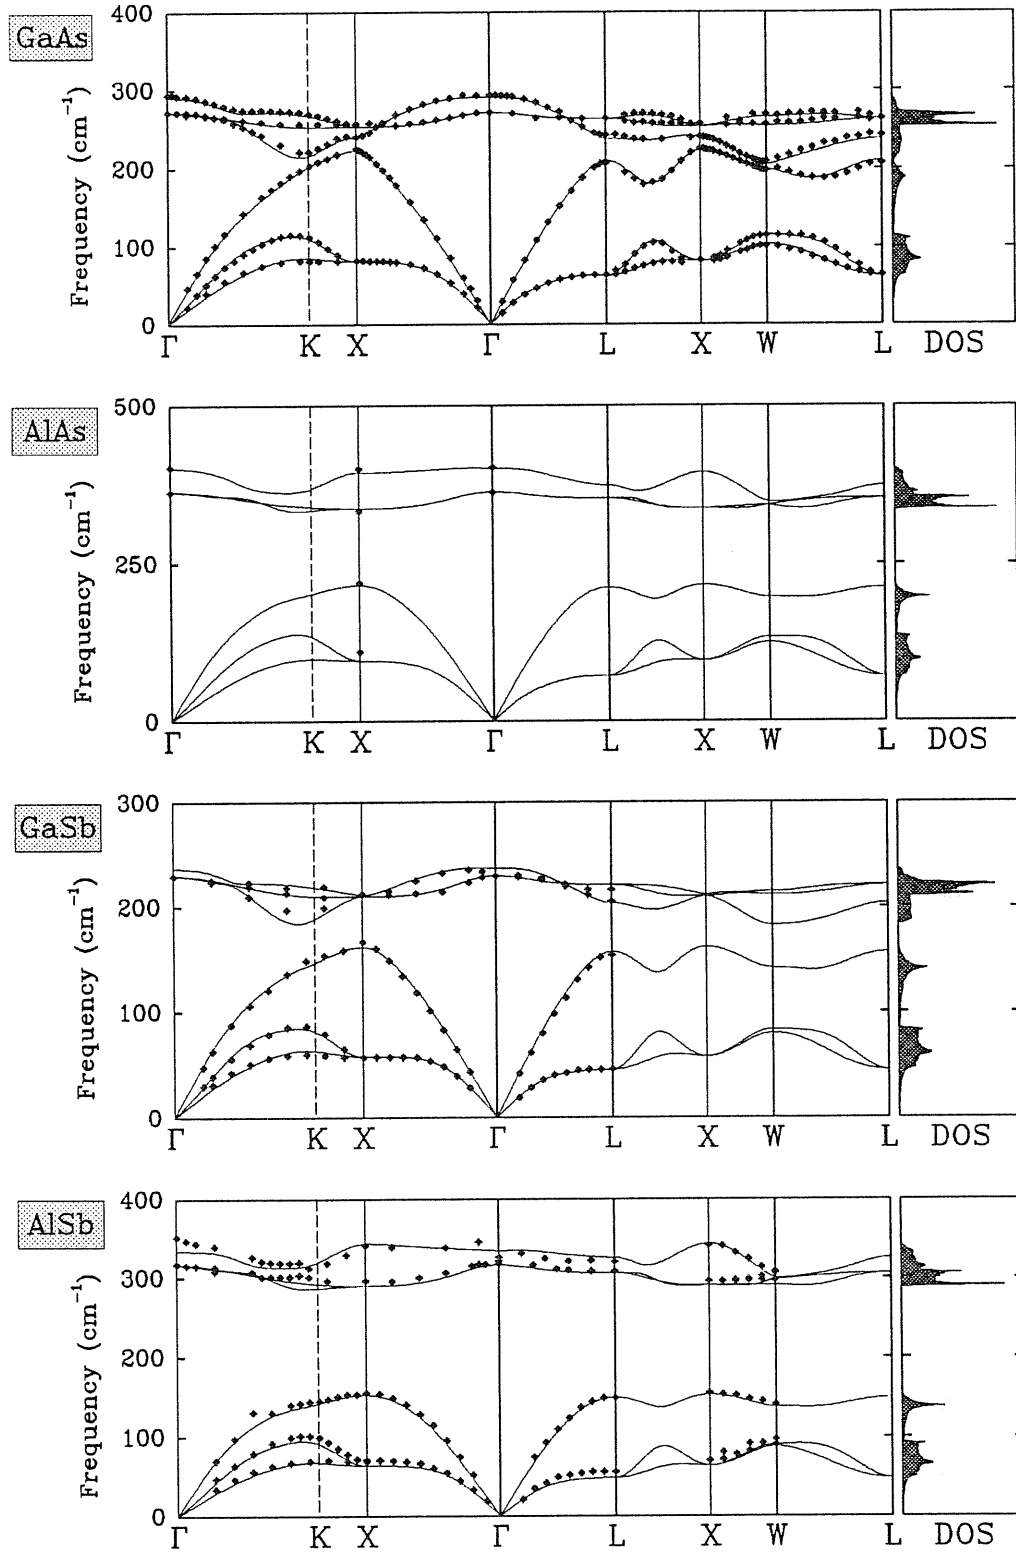 GaAs
400
300
200
100
0
Frequency (cm⁻¹)
Γ K X Γ L X W L DOS
AlAs
500
250
0
Frequency (cm⁻¹)
Γ K X Γ L X W L DOS
GaSb
300
200
100
0
Frequency (cm⁻¹)
Γ K X Γ L X W L DOS
AlSb
400
300
200
100
0
Frequency (cm⁻¹)
Γ K X Γ L X W L DOS